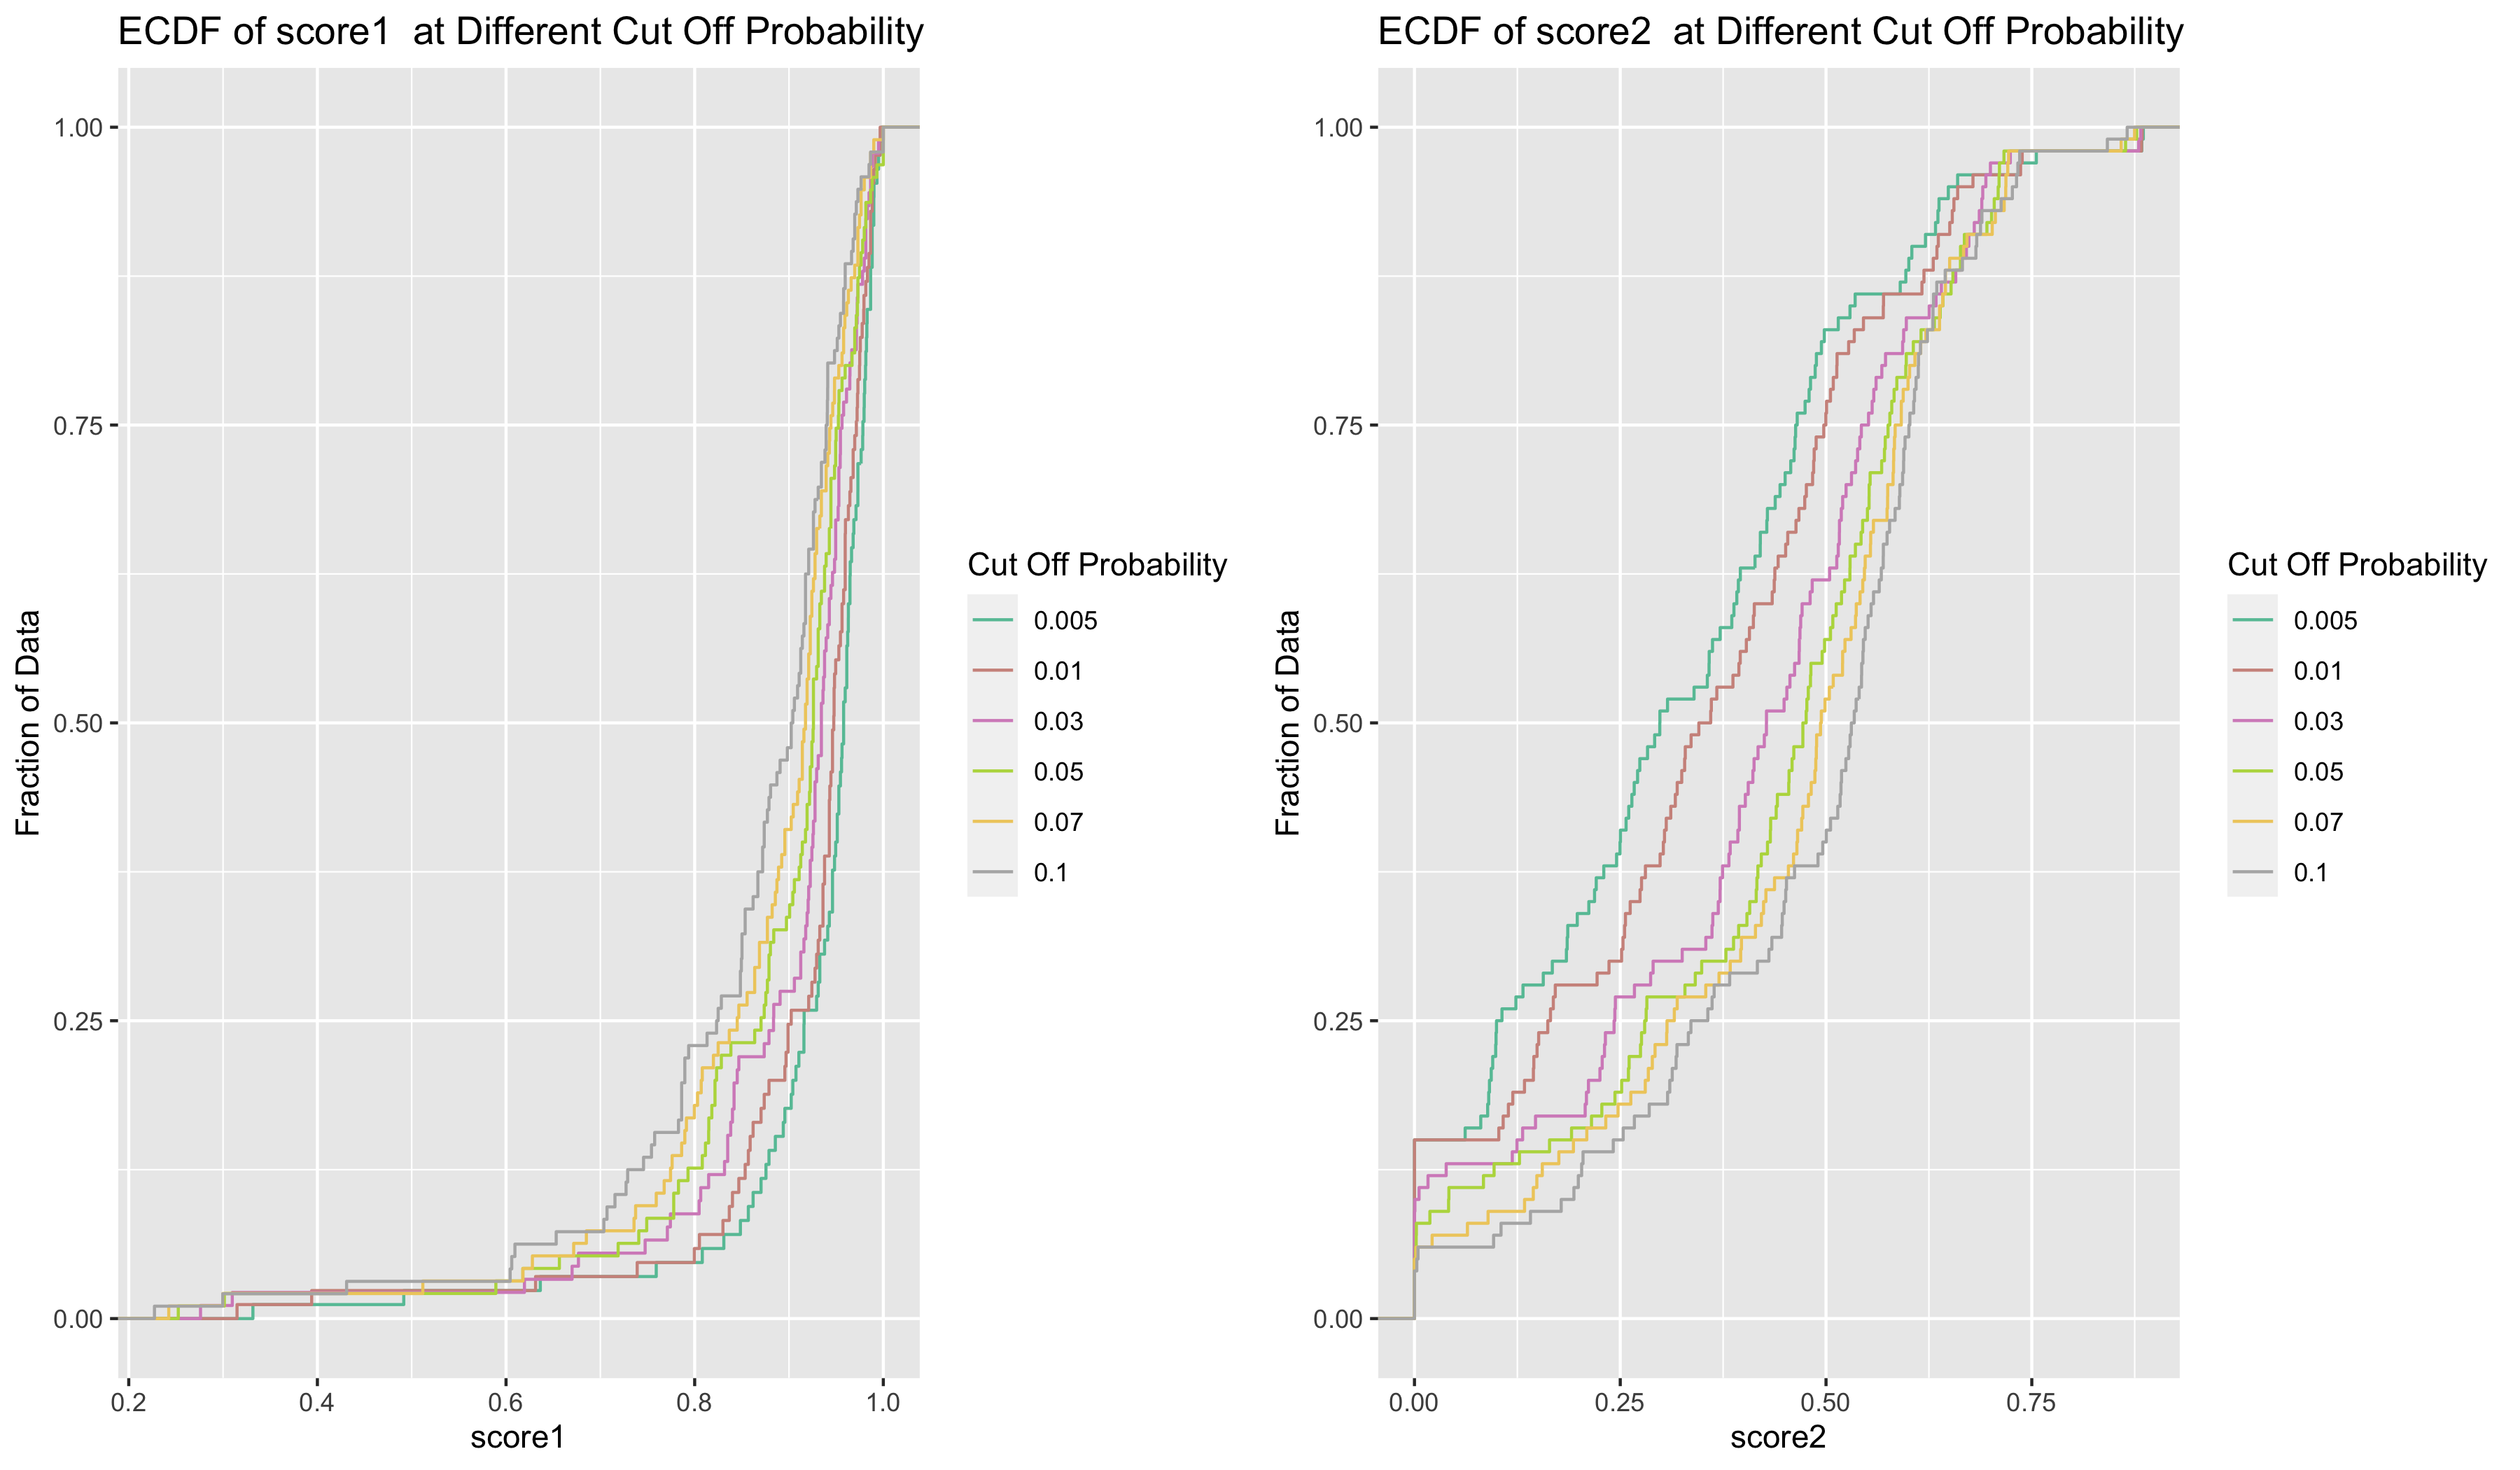 ECDF of score1  at Different Cut Off Probability
1.00
0.75
0.50
0.25
0.00
Fraction of Data
0.2 0.4 0.6 0.8 1.0
score1
Cut Off Probability
0.005
0.01
0.03
0.05
0.07
0.1
ECDF of score2  at Different Cut Off Probability
1.00
0.75
0.50
0.25
0.00
Fraction of Data
0.00 0.25 0.50 0.75
score2
Cut Off Probability
0.005
0.01
0.03
0.05
0.07
0.1